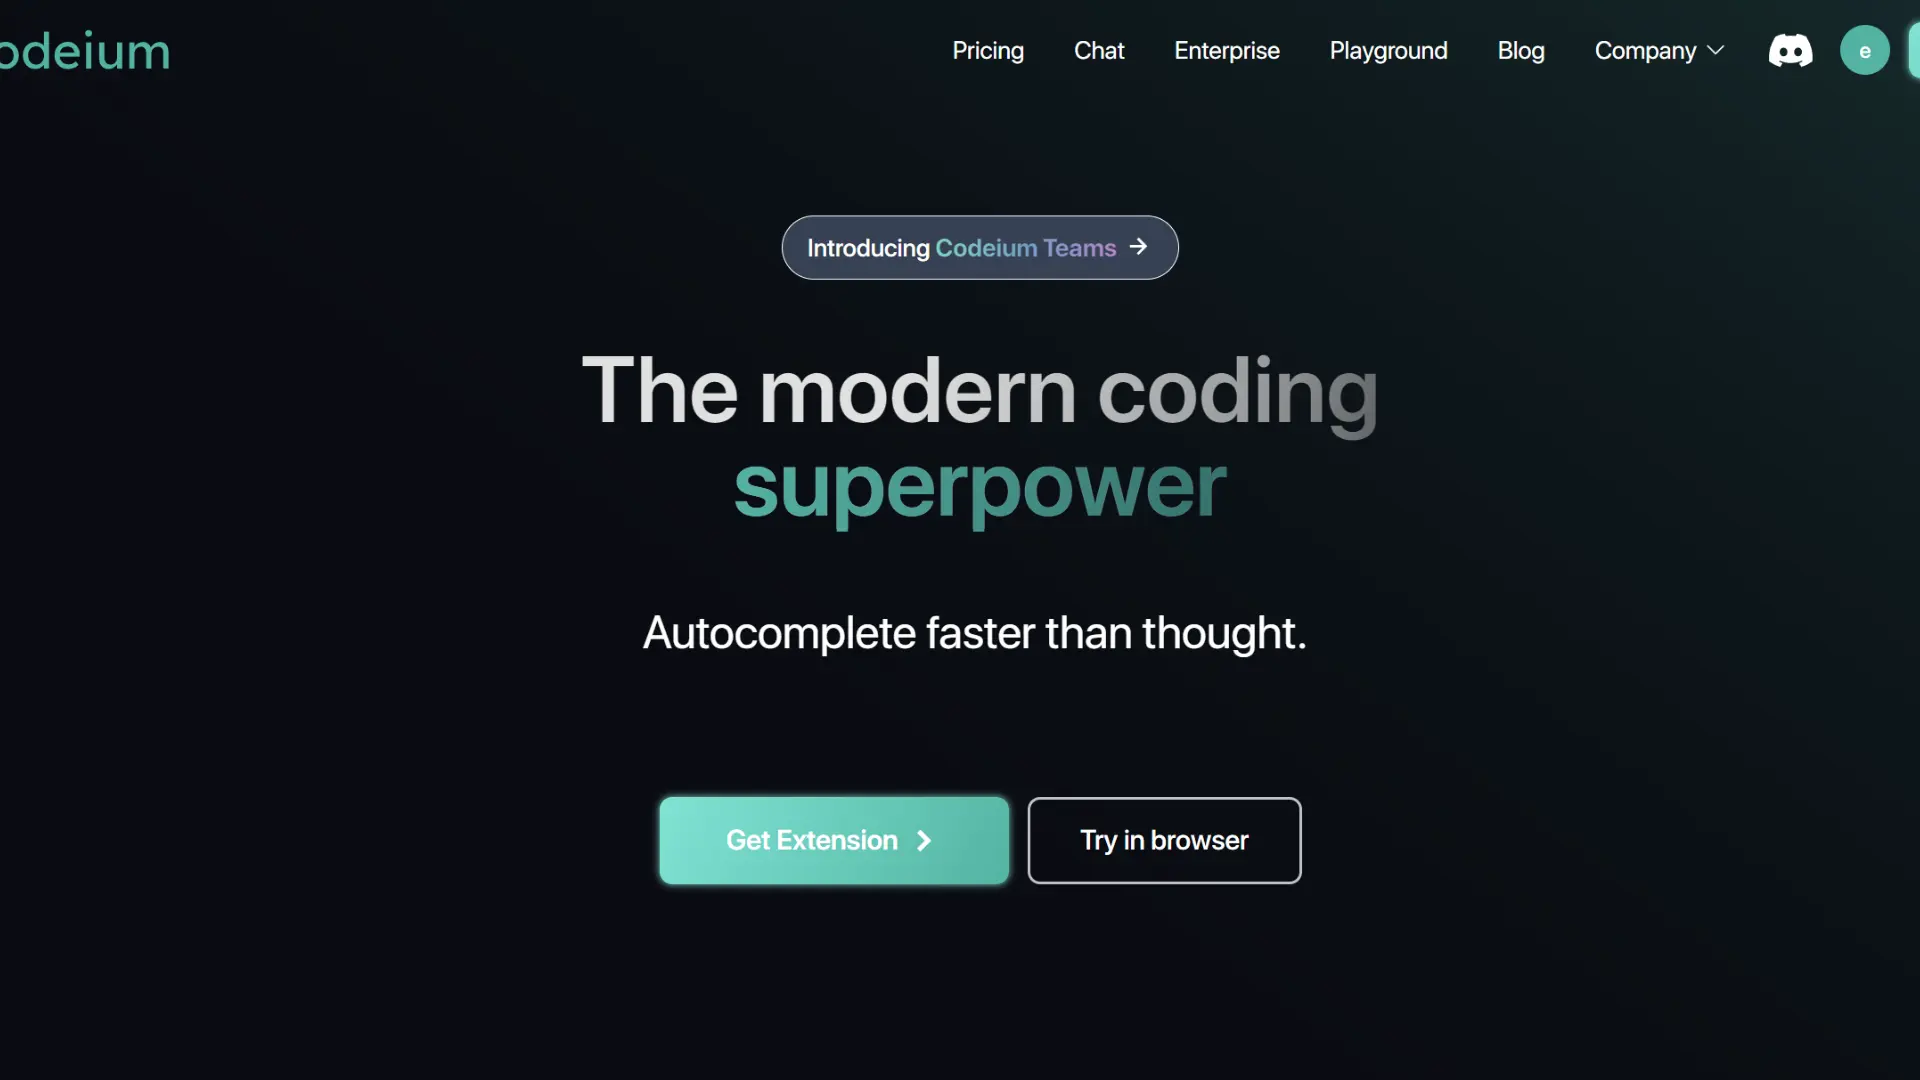 odeium
Pricing Chat Enterprise Playground Blog Company e
Introducing Codeium Teams →
The modern coding
superpower
Autocomplete faster than thought.
Get Extension
Try in browser